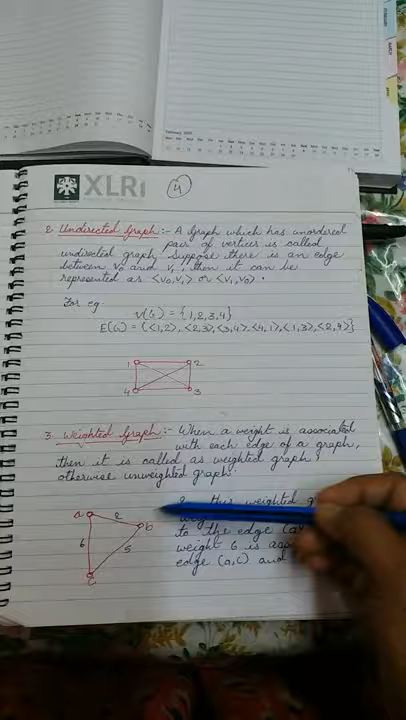 XLRI
4
2. Undirected Graph :- A Graph which has unordered
pair of vertices is called
undirected graph. Suppose there is an edge
between v0 and v1, then it can be
represented as <v0,v1> or <v1,v0>.
For eg:
V(G) = {1,2,3,4}
E(G) = {<1,2>, <2,3>,<3,4>,<4,1>,<1,3>,<2,4>}
1 2
4 3
3. Weighted Graph :- When a weight is associated
with each edge of a graph,
then it is called as weighted graph,
otherwise unweighted graph.
this weighted
a 2 b
to the edge (a
6 5
weight 6 is
edge (a,c) and
c